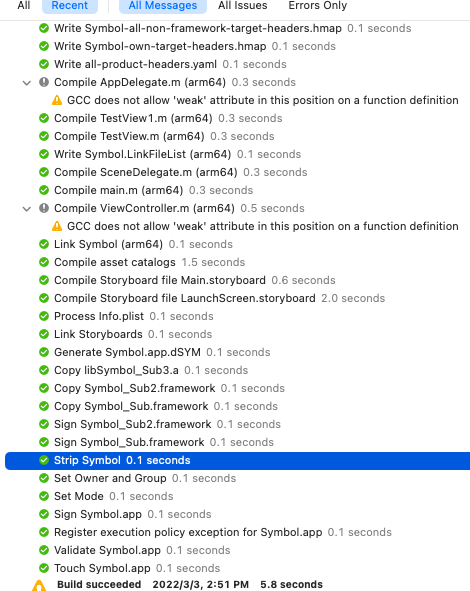 All Recent All Messages All Issues Errors Only
Write Symbol-all-non-framework-target-headers.hmap 0.1 seconds
Write Symbol-own-target-headers.hmap 0.1 seconds
Write all-product-headers.yaml 0.1 seconds
Compile AppDelegate.m (arm64) 0.3 seconds
GCC does not allow 'weak' attribute in this position on a function definition
Compile TestView1.m (arm64) 0.3 seconds
Compile TestView.m (arm64) 0.3 seconds
Write Symbol.LinkFileList (arm64) 0.1 seconds
Compile SceneDelegate.m (arm64) 0.3 seconds
Compile main.m (arm64) 0.3 seconds
Compile ViewController.m (arm64) 0.5 seconds
GCC does not allow 'weak' attribute in this position on a function definition
Link Symbol (arm64) 0.1 seconds
Compile asset catalogs 1.5 seconds
Compile Storyboard file Main.storyboard 0.6 seconds
Compile Storyboard file LaunchScreen.storyboard 2.0 seconds
Process Info.plist 0.1 seconds
Link Storyboards 0.1 seconds
Generate Symbol.app.dSYM 0.1 seconds
Copy libSymbol_Sub3.a 0.1 seconds
Copy Symbol_Sub2.framework 0.1 seconds
Copy Symbol_Sub.framework 0.1 seconds
Sign Symbol_Sub2.framework 0.1 seconds
Sign Symbol_Sub.framework 0.1 seconds
Strip Symbol 0.1 seconds
Set Owner and Group 0.1 seconds
Set Mode 0.1 seconds
Sign Symbol.app 0.1 seconds
Register execution policy exception for Symbol.app 0.1 seconds
Validate Symbol.app 0.1 seconds
Touch Symbol.app 0.1 seconds
Build succeeded 2022/3/3, 2:51 PM 5.8 seconds